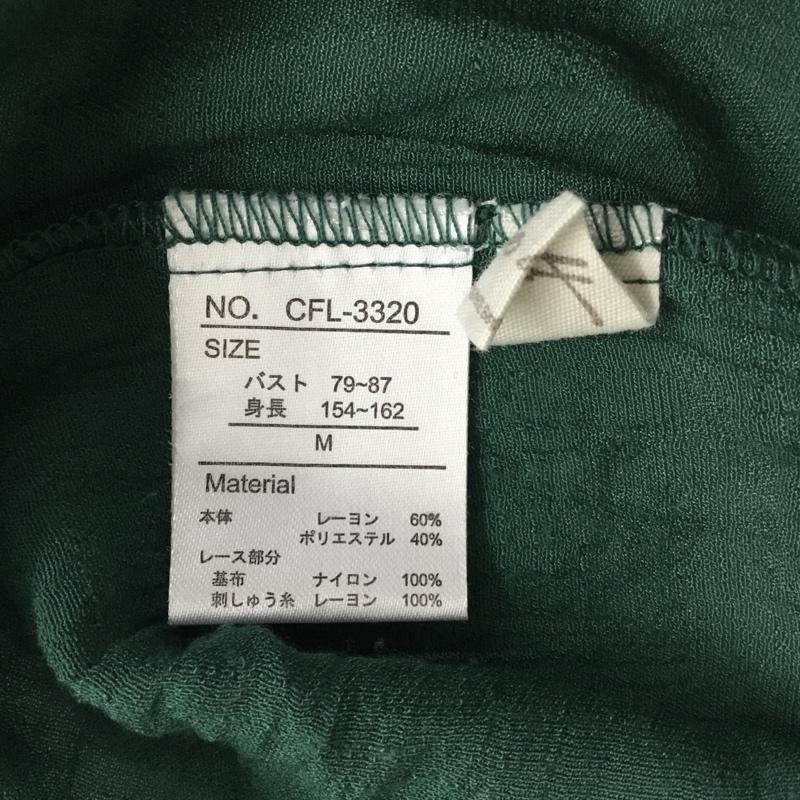 NO. CFL-3320
SIZE
バスト 79~87
身長 154~162
M
Material
本体 レーヨン 60%
ポリエステル 40%
レース部分
基布 ナイロン 100%
刺しゅう糸 レーヨン 100%